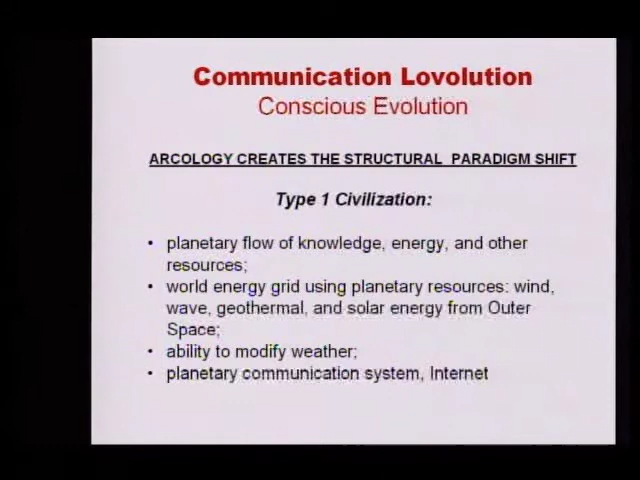 Communication Lovolution
Conscious Evolution
ARCOLOGY CREATES THE STRUCTURAL PARADIGM SHIFT
Type 1 Civilization:
• planetary flow of knowledge, energy, and other
resources;
• world energy grid using planetary resources: wind,
wave, geothermal, and solar energy from Outer
Space;
• ability to modify weather;
• planetary communication system, Internet